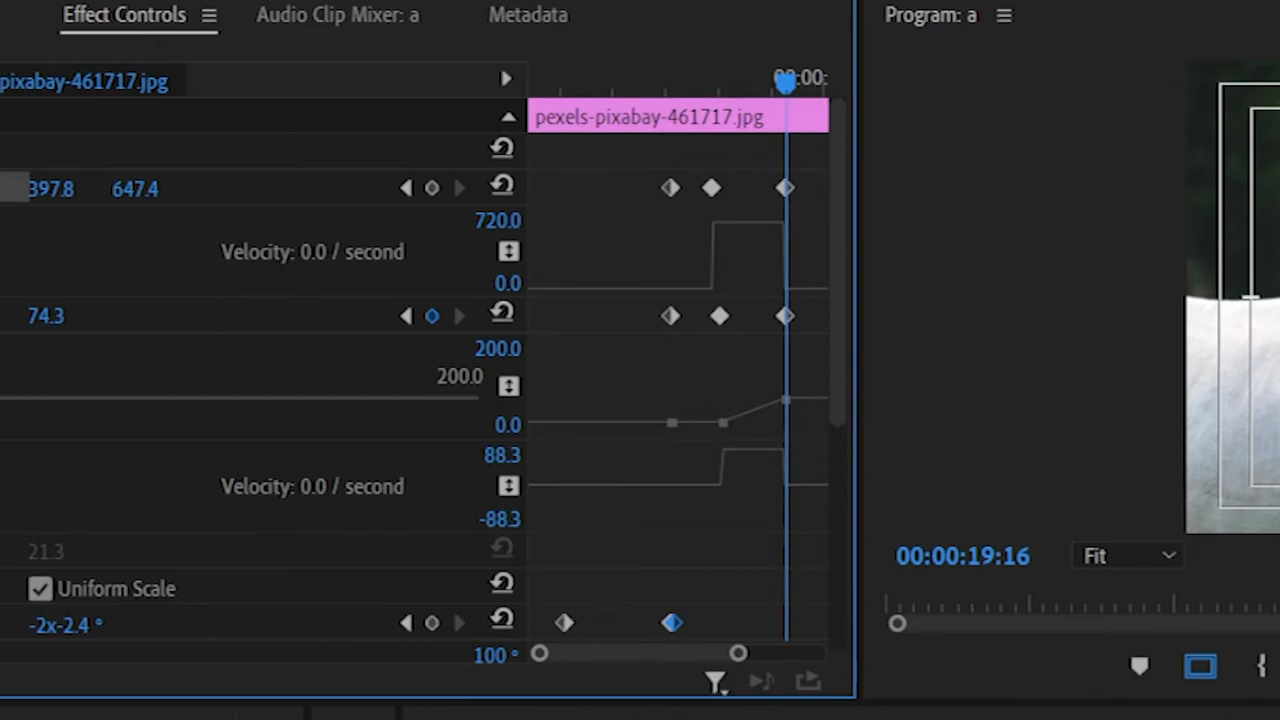 Effect Controls
Audio Clip Mixer: a
Metadata
Program: a
pixabay-461717.jpg
:00:
pexels-pixabay-461717.jpg
397.8 647.4
720.0
Velocity: 0.0 / second
0.0
74.3
200.0
200.0
0.0
88.3
Velocity: 0.0 / second
-88.3
21.3
Uniform Scale
-2x-2.4 °
100 °
00:00:19:16
Fit